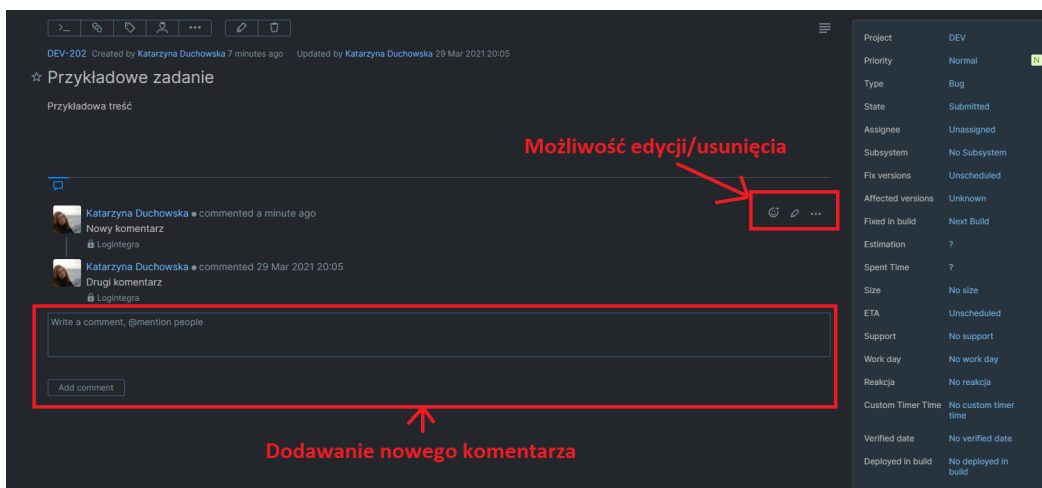 >_
DEV-202 Created by Katarzyna Duchowska 7 minutes ago Updated by Katarzyna Duchowska 29 Mar 2021 20:05
Przykładowe zadanie
Przykładowa treść
Możliwość edycji/usunięcia
Katarzyna Duchowska ● commented a minute ago
Nowy komentarz
Logintegra
Katarzyna Duchowska ● commented 29 Mar 2021 20:05
Drugi komentarz
Logintegra
Write a comment, @mention people
Add comment
Dodawanie nowego komentarza
Project DEV
Priority Normal N
Type Bug
State Submitted
Assignee Unassigned
Subsystem No Subsystem
Fix versions Unscheduled
Affected versions Unknown
Fixed in build Next Build
Estimation ?
Spent Time ?
Size No size
ETA Unscheduled
Support No support
Work day No work day
Reakcja No reakcja
Custom Timer Time No custom timer
time
Verified date No verified date
Deployed in build No deployed in
build